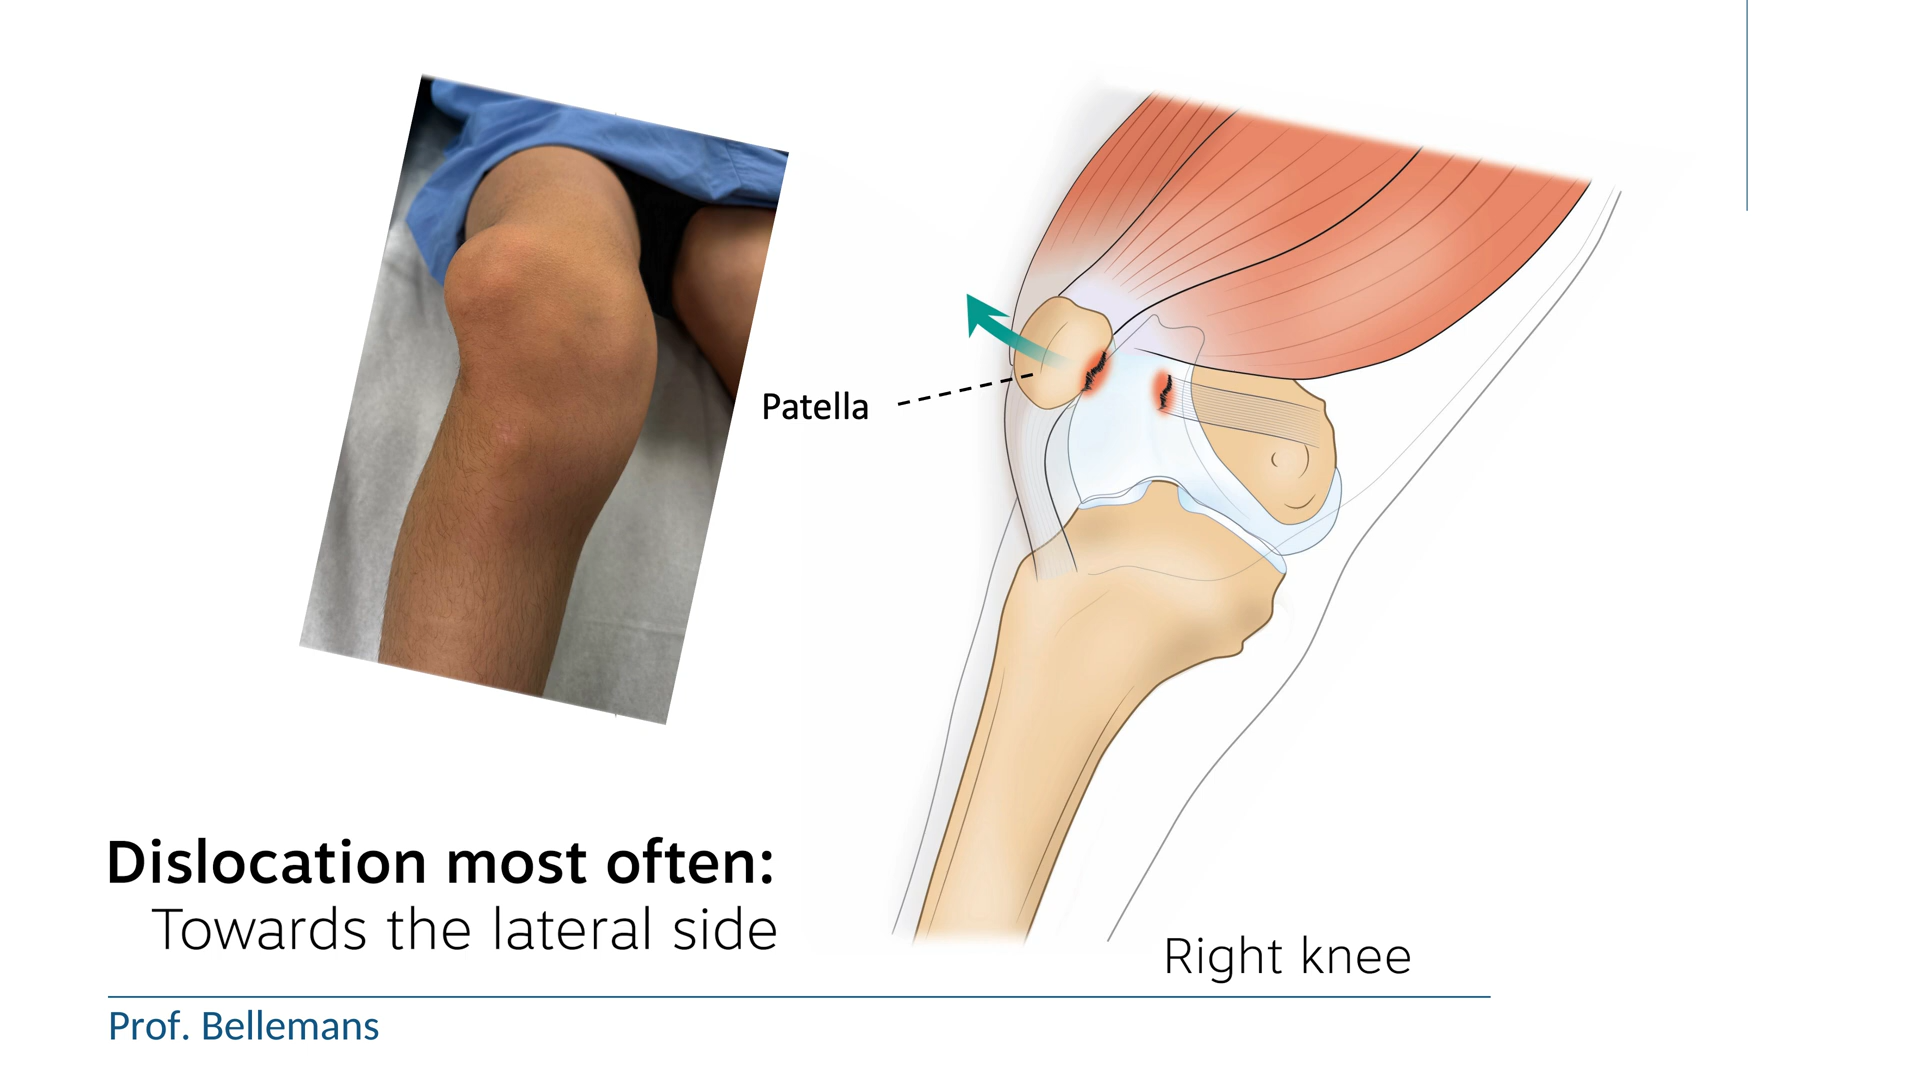 Patella
Dislocation most often:
Towards the lateral side
Right knee
Prof. Bellemans